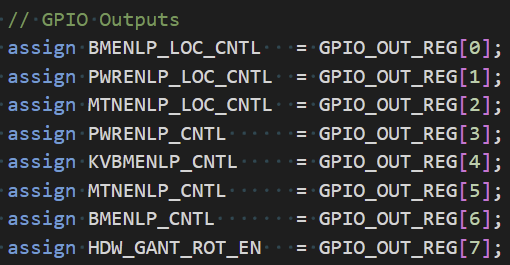 // GPIO Outputs
assign BMENLP_LOC_CNTL   = GPIO_OUT_REG[0];
assign PWRENLP_LOC_CNTL  = GPIO_OUT_REG[1];
assign MTNENLP_LOC_CNTL  = GPIO_OUT_REG[2];
assign PWRENLP_CNTL      = GPIO_OUT_REG[3];
assign KVBMENLP_CNTL     = GPIO_OUT_REG[4];
assign MTNENLP_CNTL      = GPIO_OUT_REG[5];
assign BMENLP_CNTL       = GPIO_OUT_REG[6];
assign HDW_GANT_ROT_EN   = GPIO_OUT_REG[7];